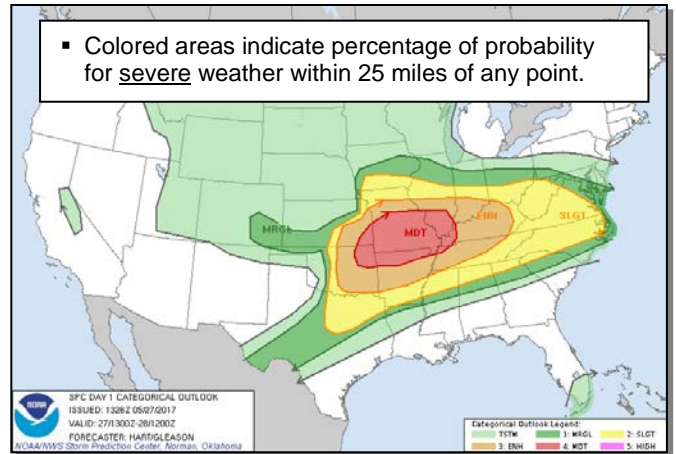 ▪ Colored areas indicate percentage of probability
for severe weather within 25 miles of any point.
MRGL
MDT
ENH
SLGT
NOAA
SPC DAY 1 CATEGORICAL OUTLOOK
ISSUED: 1326Z 05/27/2017
VALID: 27/1300Z-28/1200Z
FORECASTER: HART/GLEASON
NOAA/NWS Storm Prediction Center, Norman, Oklahoma
Categorical Outlook Legend:
TSTM 1: MRGL 2: SLGT
3: ENH 4: MDT 5: HIGH